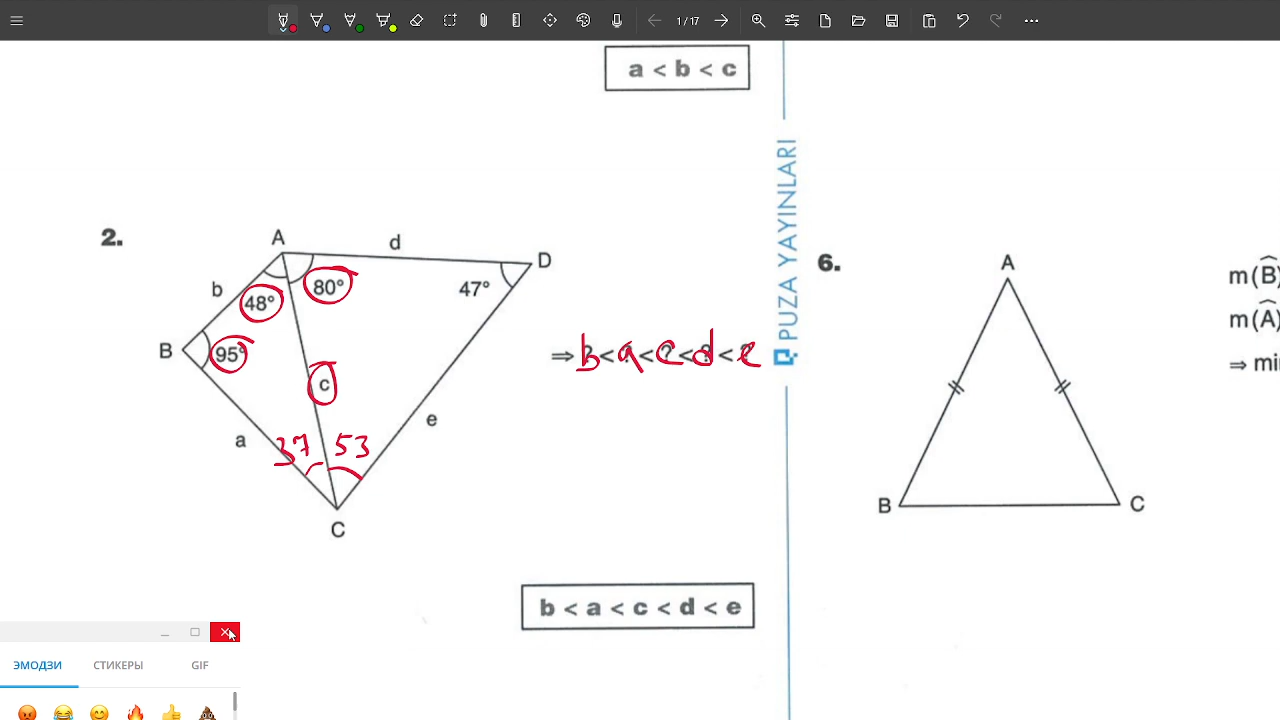 1/17
a < b < c
2.
A
d
D
b
48°
80°
47°
B
95°
c
⇒ b < a < c < d < e
a
37
53
e
C
b < a < c < d < e
PUZA YAYINLARI
6.
A
B
C
m(B)
m(A)
⇒ mi
ЭМОДЗИ СТИКЕРЫ GIF